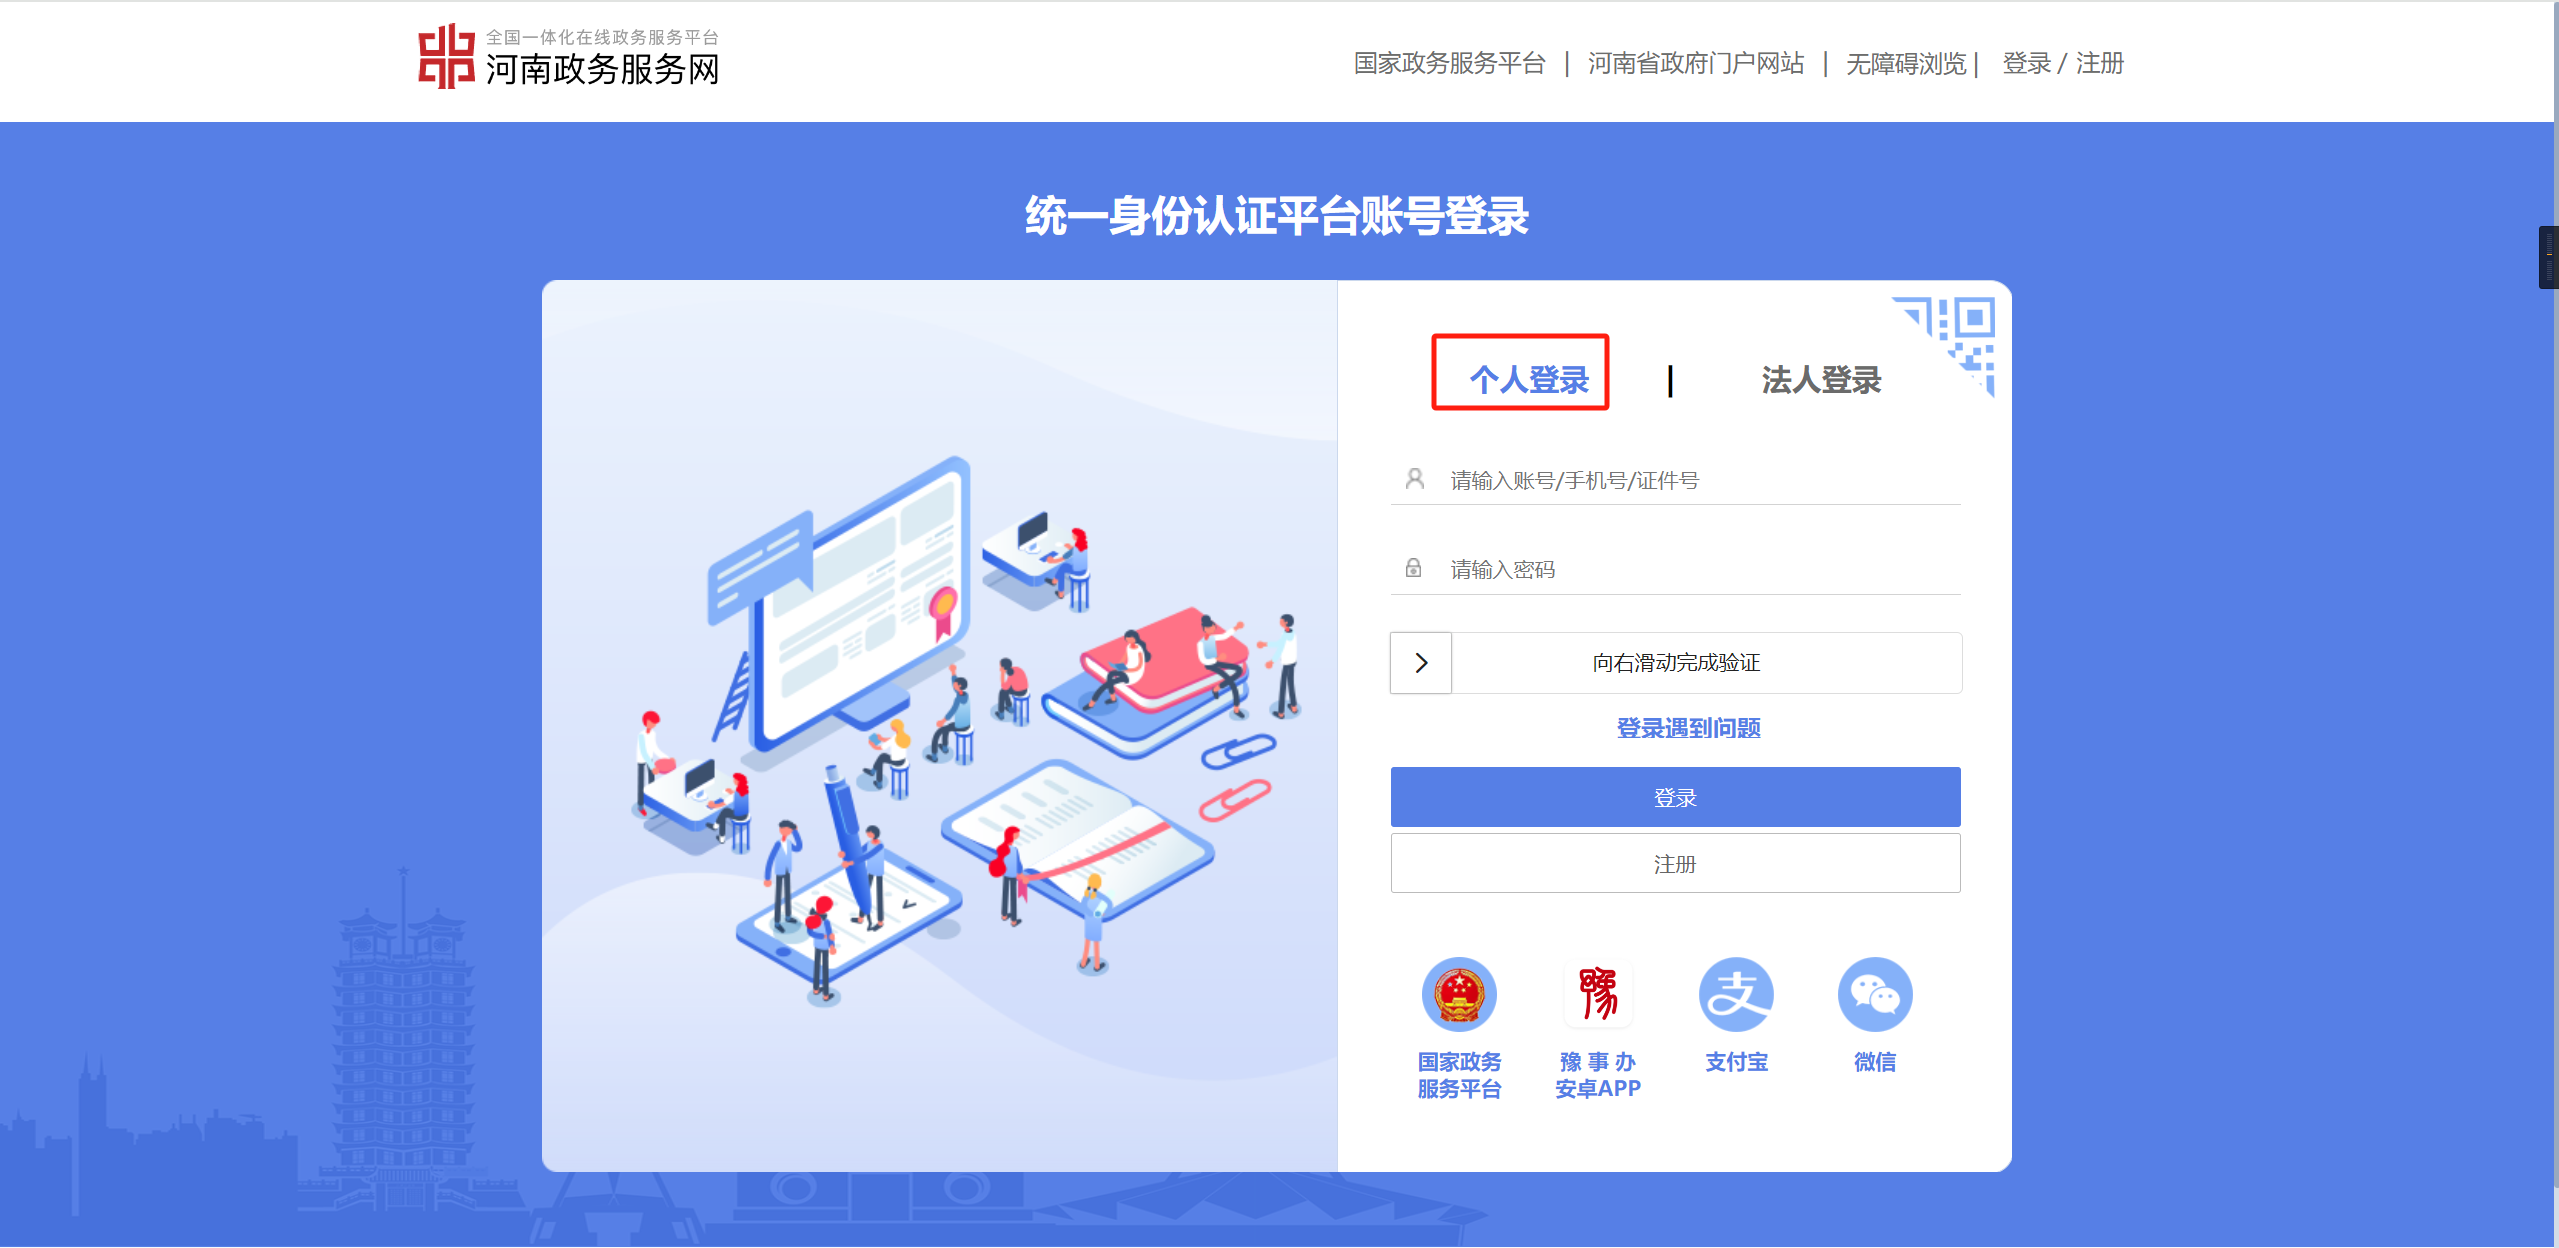 全国一体化在线政务服务平台
河南政务服务网
国家政务服务平台 | 河南省政府门户网站 | 无障碍浏览 | 登录 / 注册
统一身份认证平台账号登录
个人登录 | 法人登录
请输入账号/手机号/证件号
请输入密码
向右滑动完成验证
登录遇到问题
登录
注册
国家政务
服务平台
豫
豫 事 办
安卓APP
支
支付宝
微信